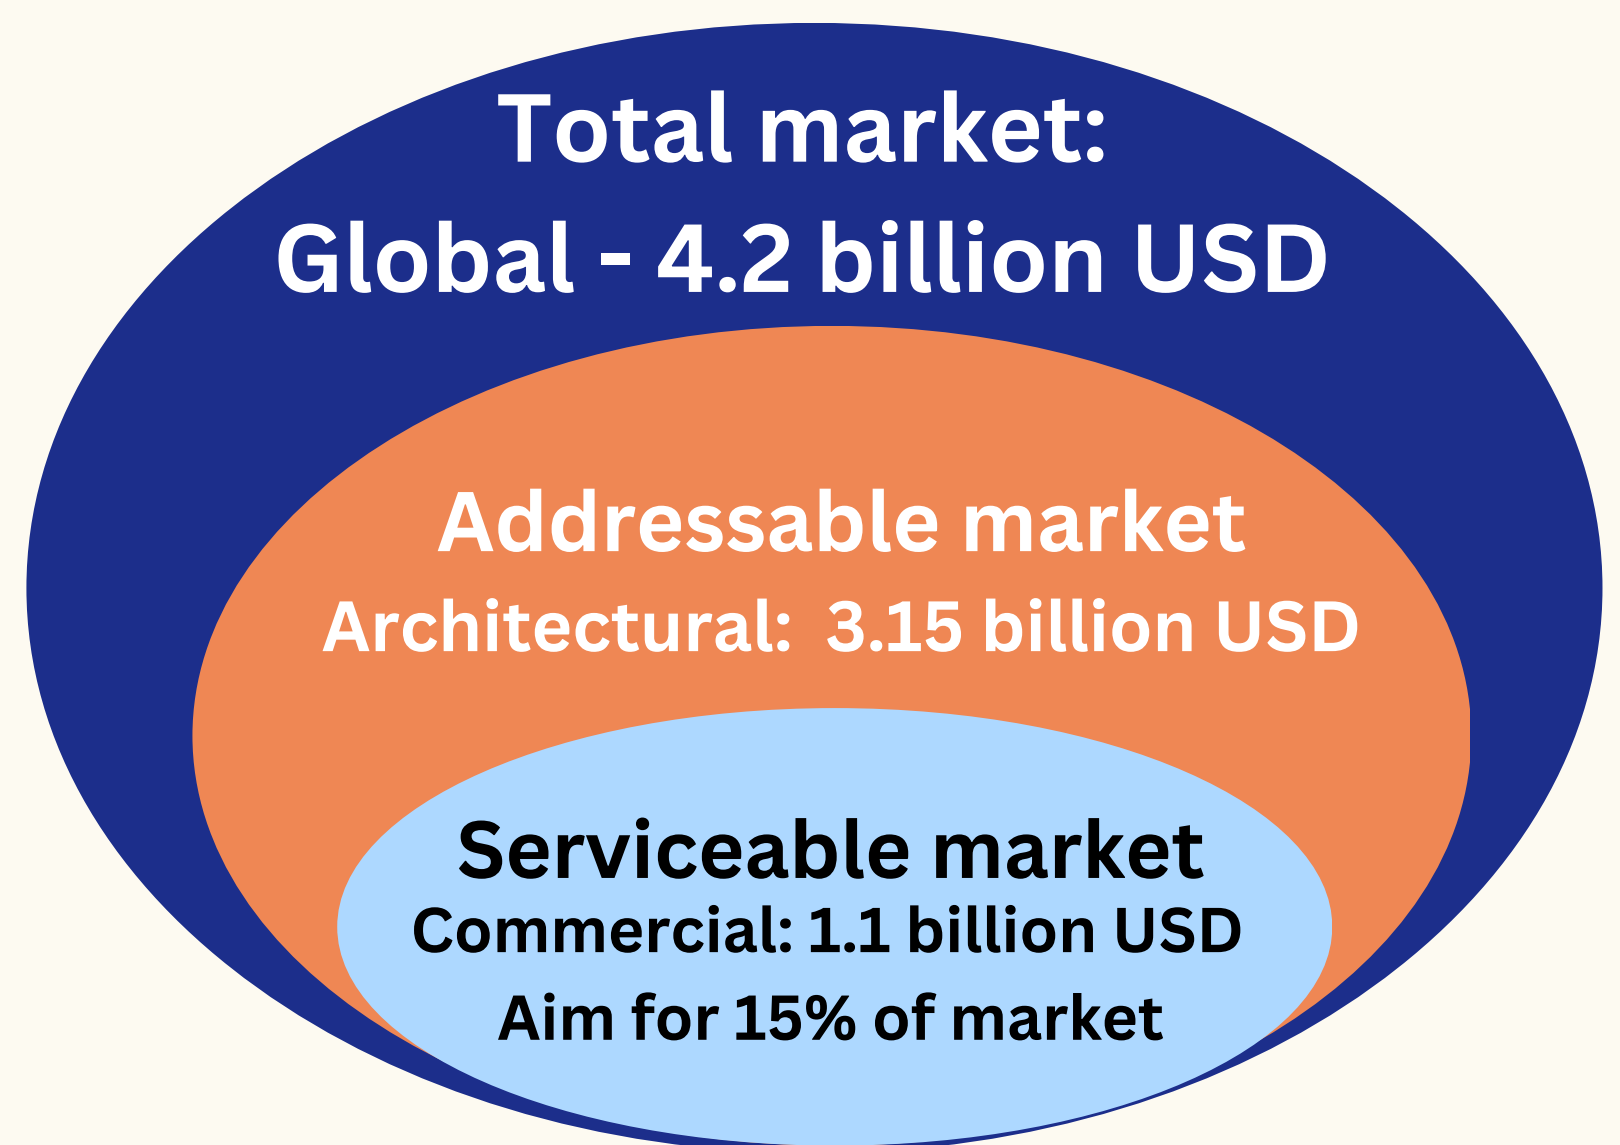 Total market:
Global - 4.2 billion USD
Addressable market
Architectural: 3.15 billion USD
Serviceable market
Commercial: 1.1 billion USD
Aim for 15% of market